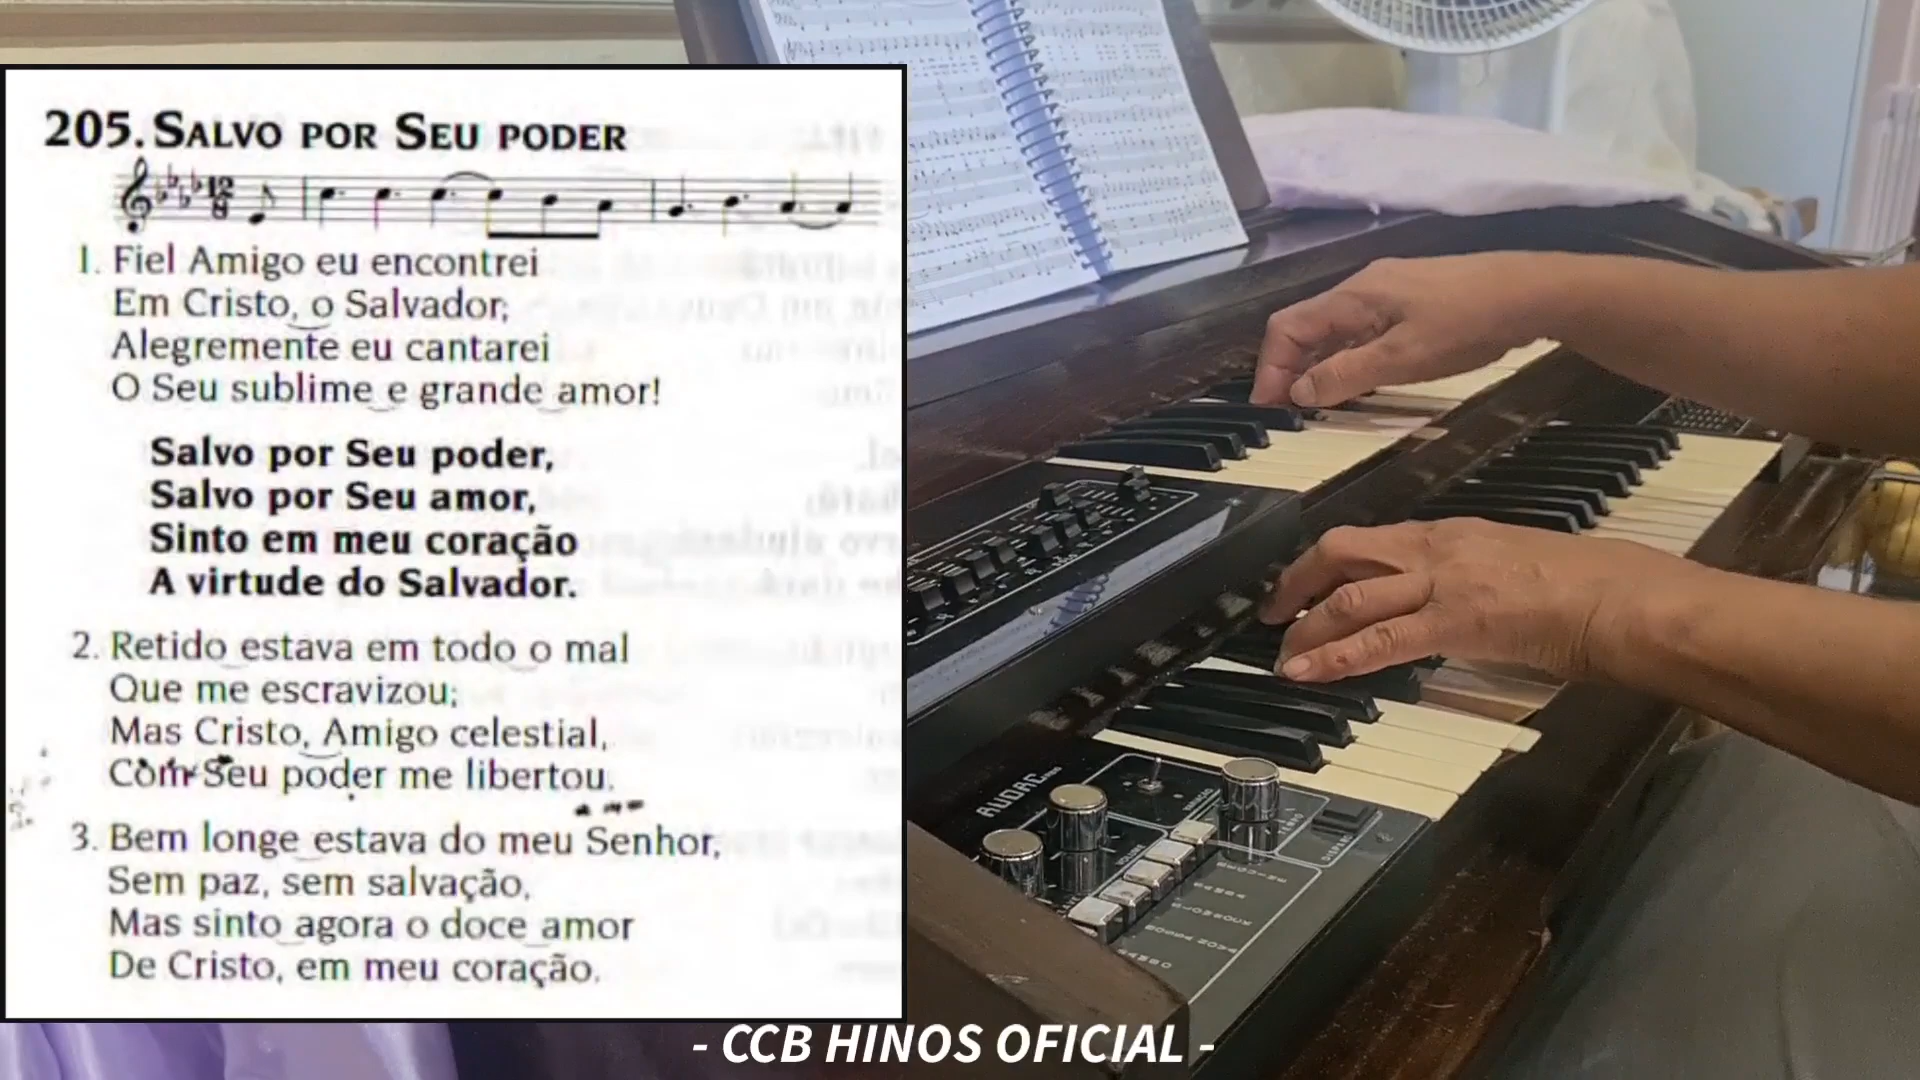 205. SALVO POR SEU PODER
12
8
1. Fiel Amigo eu encontrei
Em Cristo, o Salvador;
Alegremente eu cantarei
O Seu sublime e grande amor!
Salvo por Seu poder,
Salvo por Seu amor,
Sinto em meu coração
A virtude do Salvador.
2. Retido estava em todo o mal
Que me escravizou;
Mas Cristo, Amigo celestial,
Com Seu poder me libertou.
3. Bem longe estava do meu Senhor,
Sem paz, sem salvação,
Mas sinto agora o doce amor
De Cristo, em meu coração.
VOLUME
TEMPO
- CCB HINOS OFICIAL -